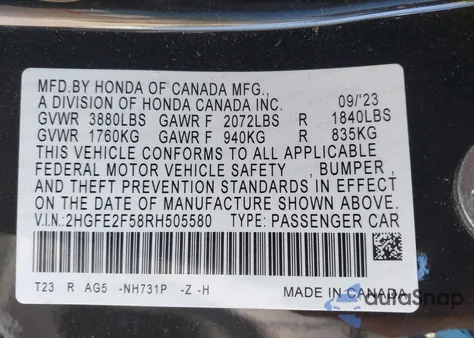 MFD.BY HONDA OF CANADA MFG.,
A DIVISION OF HONDA CANADA INC. 09/'23
GVWR 3880LBS GAWR F 2072LBS R 1840LBS
GVWR 1760KG GAWR F 940KG R 835KG
THIS VEHICLE CONFORMS TO ALL APPLICABLE
FEDERAL MOTOR VEHICLE SAFETY , BUMPER ,
AND THEFT PREVENTION STANDARDS IN EFFECT
ON THE DATE OF MANUFACTURE SHOWN ABOVE.
V.I.N.:2HGFE2F58RH505580 TYPE: PASSENGER CAR
T23 R AG5 -NH731P -Z -H MADE IN CANADA
autaSnap